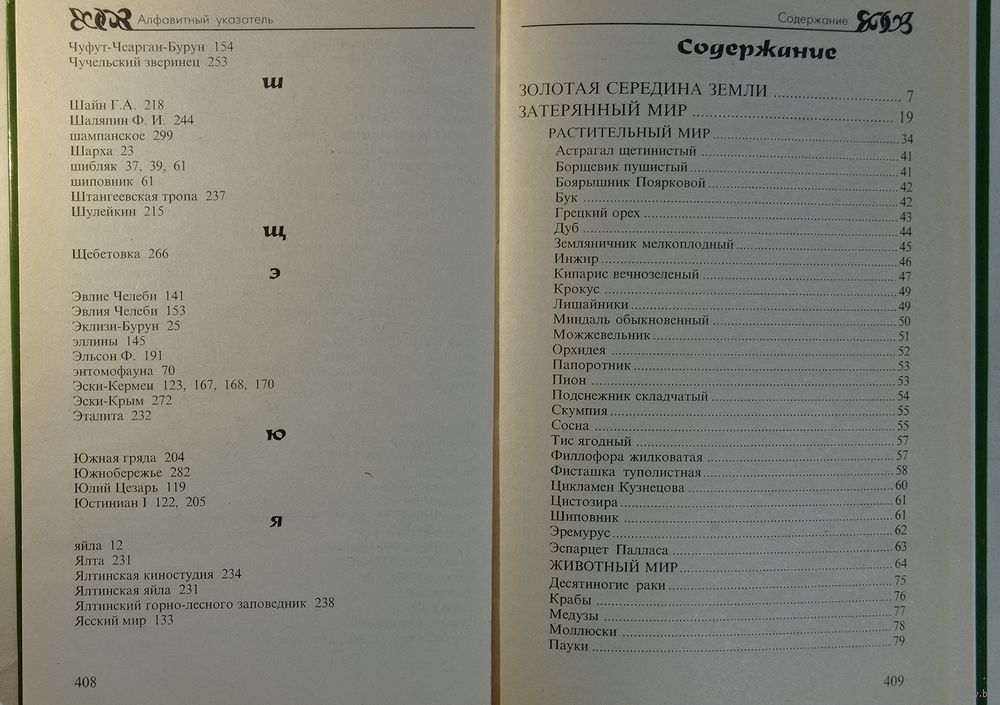 Алфавитный указатель
Чуфут-Чеарган-Бурун 154
Чучельский зверинец 253
Ш
Шайн Г.А. 218
Шаляпин Ф. И. 244
шампанское 299
Шарха 23
шибляк 37, 39, 61
шиповник 61
Штангеевская тропа 237
Шулейкин 215
Щ
Щебетовка 266
Э
Эвлие Челеби 141
Эвлия Челеби 153
Эклизи-Бурун 25
эллины 145
Эльсон Ф. 191
энтомофауна 70
Эски-Кермен 123, 167, 168, 170
Эски-Крым 272
Эталита 232
Ю
Южная гряда 204
Южнобережье 282
Юлий Цезарь 119
Юстиниан I 122, 205
Я
яйла 12
Ялта 231
Ялтинская киностудия 234
Ялтинская яйла 231
Ялтинский горно-лесного заповедник 238
Ясский мир 133
408
Содержание
Содержание
ЗОЛОТАЯ СЕРЕДИНА ЗЕМЛИ 7
ЗАТЕРЯННЫЙ МИР 19
РАСТИТЕЛЬНЫЙ МИР 34
Астрагал щетинистый 41
Борщевик пушистый 41
Боярышник Поярковой 42
Бук 42
Грецкий орех 43
Дуб 44
Земляничник мелкоплодный 45
Инжир 46
Кипарис вечнозеленый 47
Крокус 49
Лишайники 49
Миндаль обыкновенный 50
Можжевельник 51
Орхидея 52
Папоротник 53
Пион 53
Подснежник складчатый 54
Скумпия 55
Сосна 55
Тис ягодный 57
Филлофора жилковатая 57
Фисташка туполистная 58
Цикламен Кузнецова 60
Цистозира 61
Шиповник 61
Эремурус 62
Эспарцет Палласа 63
ЖИВОТНЫЙ МИР 64
Десятиногие раки 75
Крабы 76
Медузы 77
Моллюски 78
Пауки 79
409